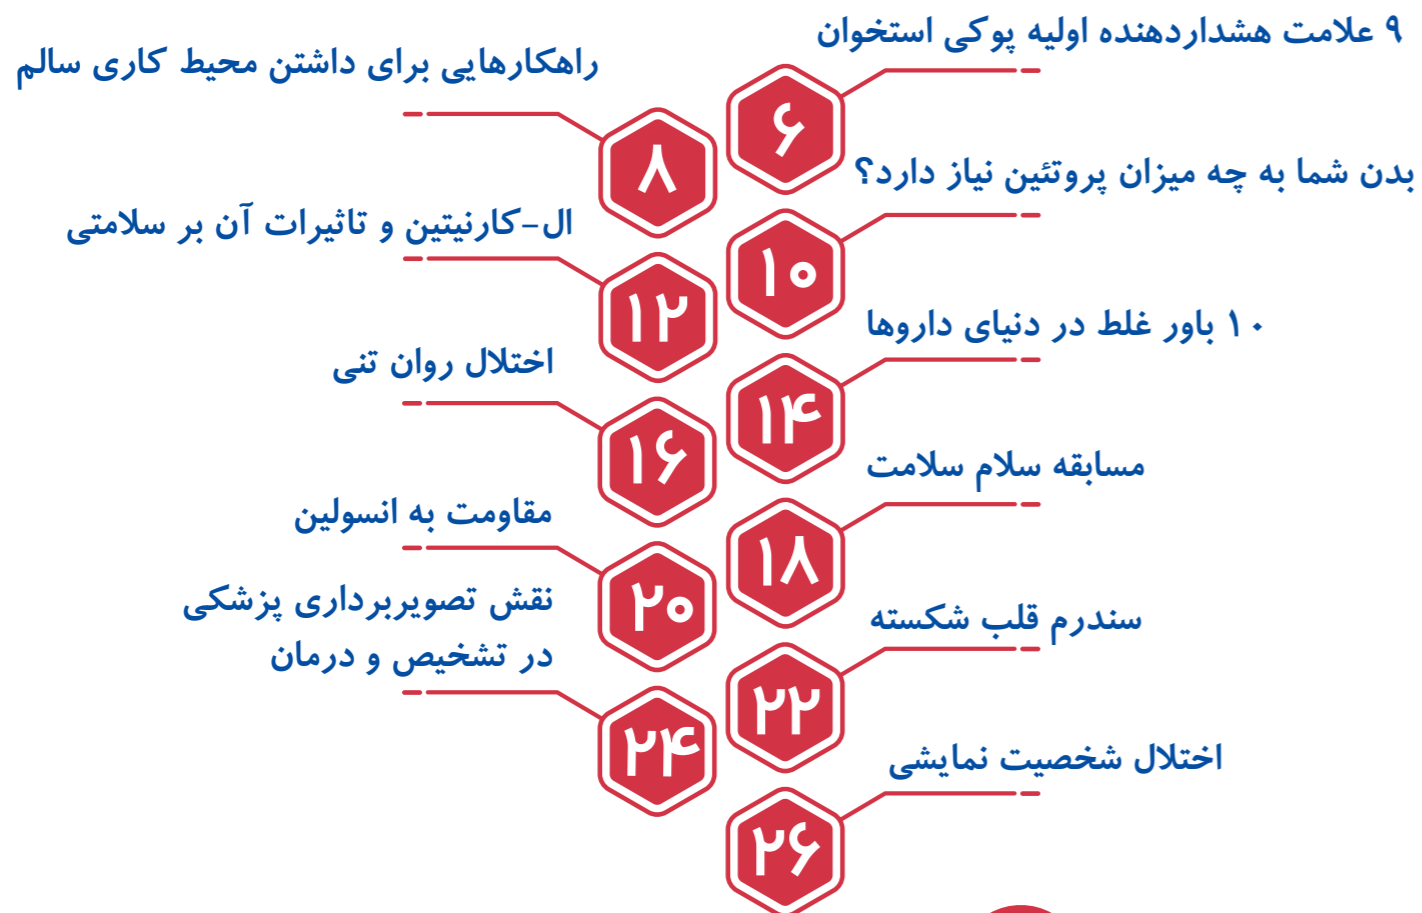 ۹ علامت هشداردهنده اولیه پوکی استخوان
۶
راهکارهایی برای داشتن محیط کاری سالم
۸
بدن شما به چه میزان پروتئین نیاز دارد؟
۱۰
ال-کارنیتین و تاثیرات آن بر سلامتی
۱۲
۱۰ باور غلط در دنیای داروها
۱۴
اختلال روان تنی
۱۶
مسابقه سلام سلامت
۱۸
مقاومت به انسولین
۲۰
سندرم قلب شکسته
۲۲
نقش تصویربرداری پزشکی
در تشخیص و درمان
۲۴
اختلال شخصیت نمایشی
۲۶